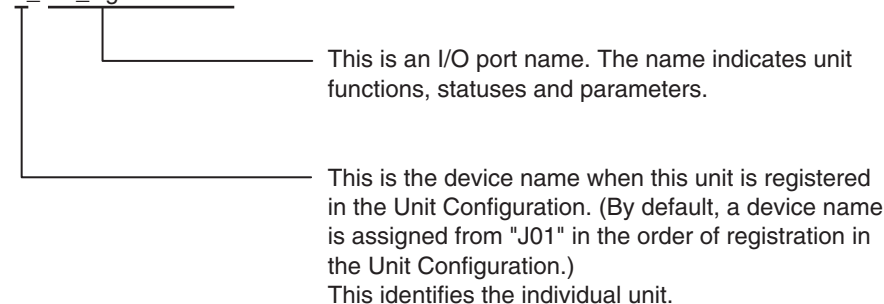 This is an I/O port name. The name indicates unit
functions, statuses and parameters.
This is the device name when this unit is registered
in the Unit Configuration. (By default, a device name
is assigned from "J01" in the order of registration in
the Unit Configuration.)
This identifies the individual unit.